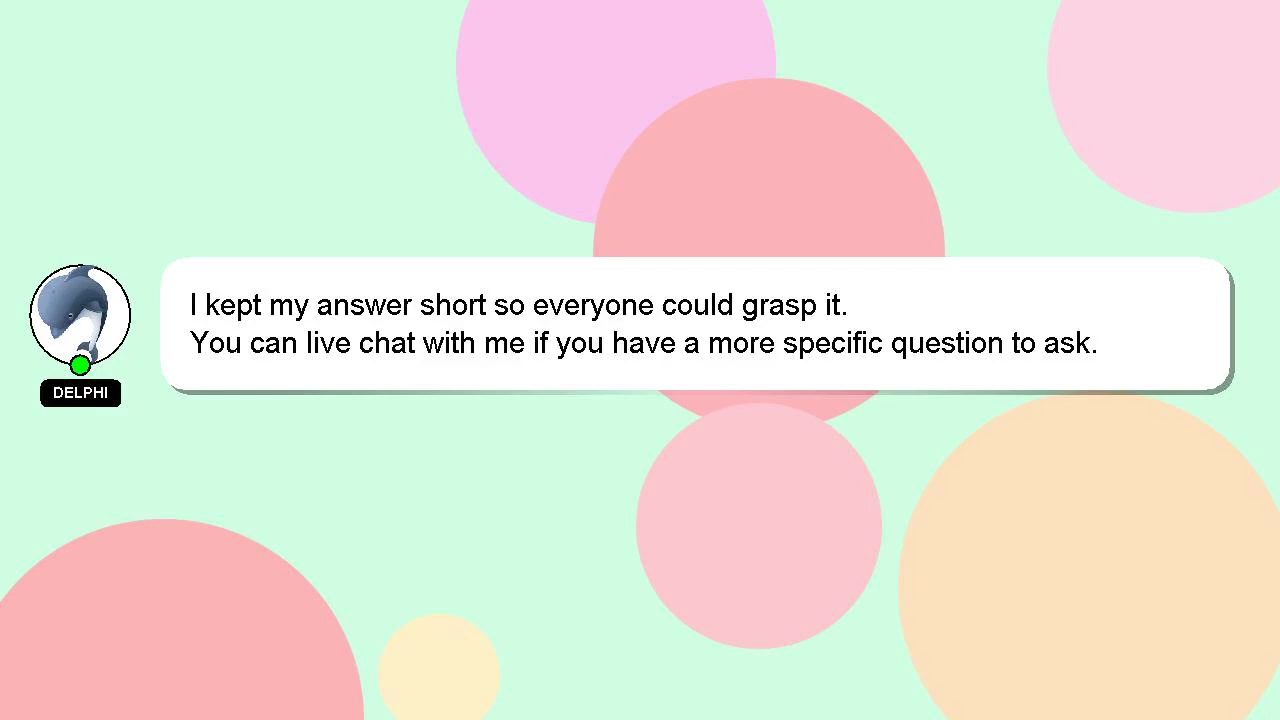 I kept my answer short so everyone could grasp it.
You can live chat with me if you have a more specific question to ask.
DELPHI